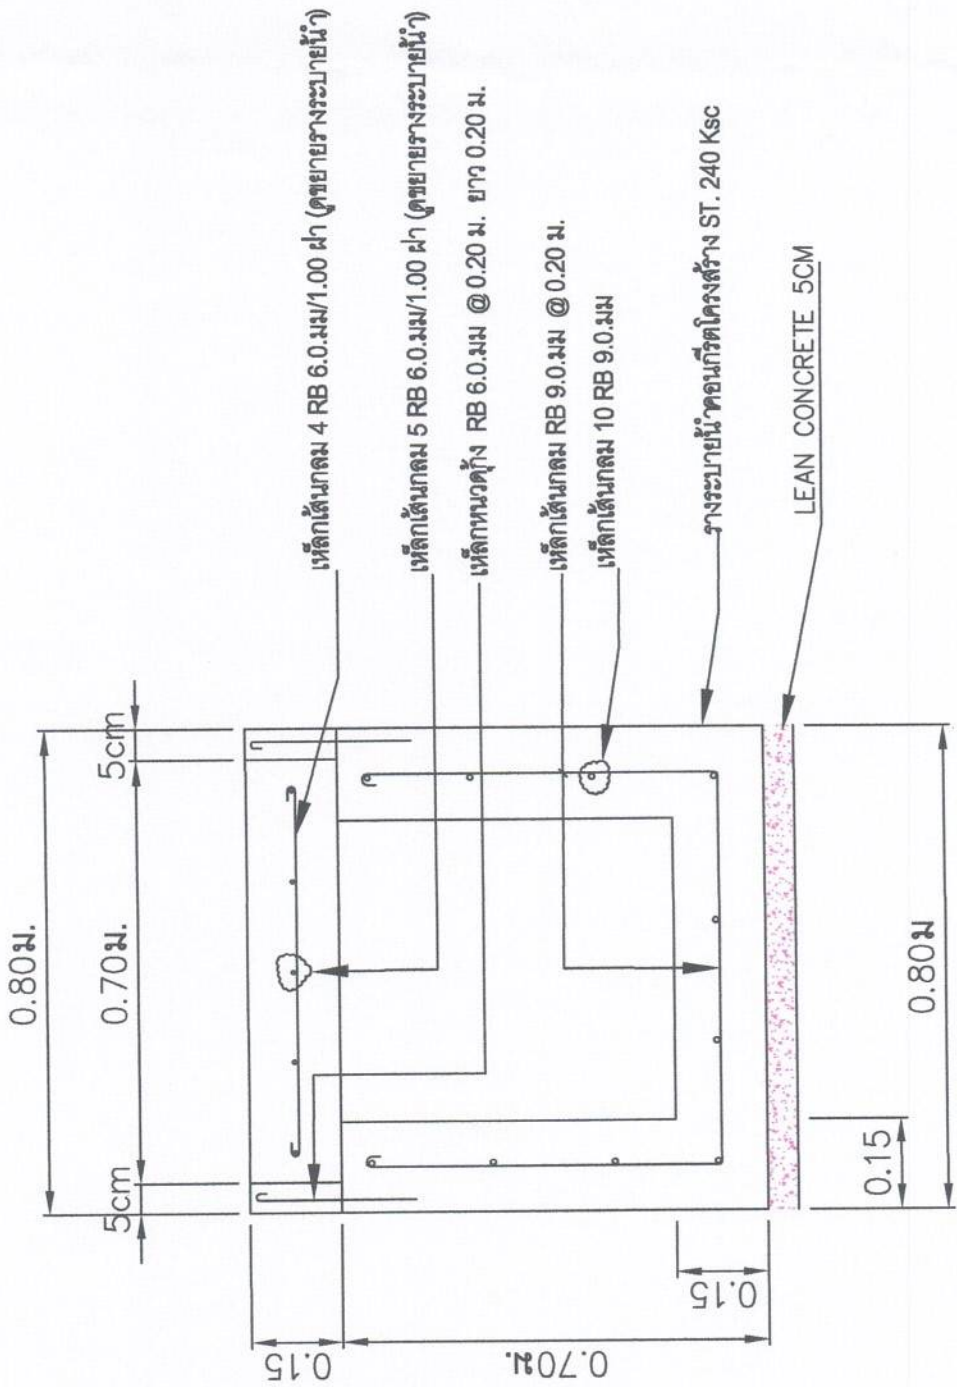 0.80ม.
5cm
0.70ม.
5cm
0.15
0.70ม.
0.15
0.15
0.80ม
เหล็กเส้นกลม 4 RB 6.0.มม/1.00 ฝา (ดูขยายรางระบายน้ำ)
เหล็กเส้นกลม 5 RB 6.0.มม/1.00 ฝา (ดูขยายรางระบายน้ำ)
เหล็กหนวดกุ้ง RB 6.0.มม @ 0.20 ม. ยาว 0.20 ม.
เหล็กเส้นกลม RB 9.0.มม @ 0.20 ม.
เหล็กเส้นกลม 10 RB 9.0.มม
รางระบายน้ำคอนกรีตโครงสร้าง ST. 240 Ksc
LEAN CONCRETE 5CM